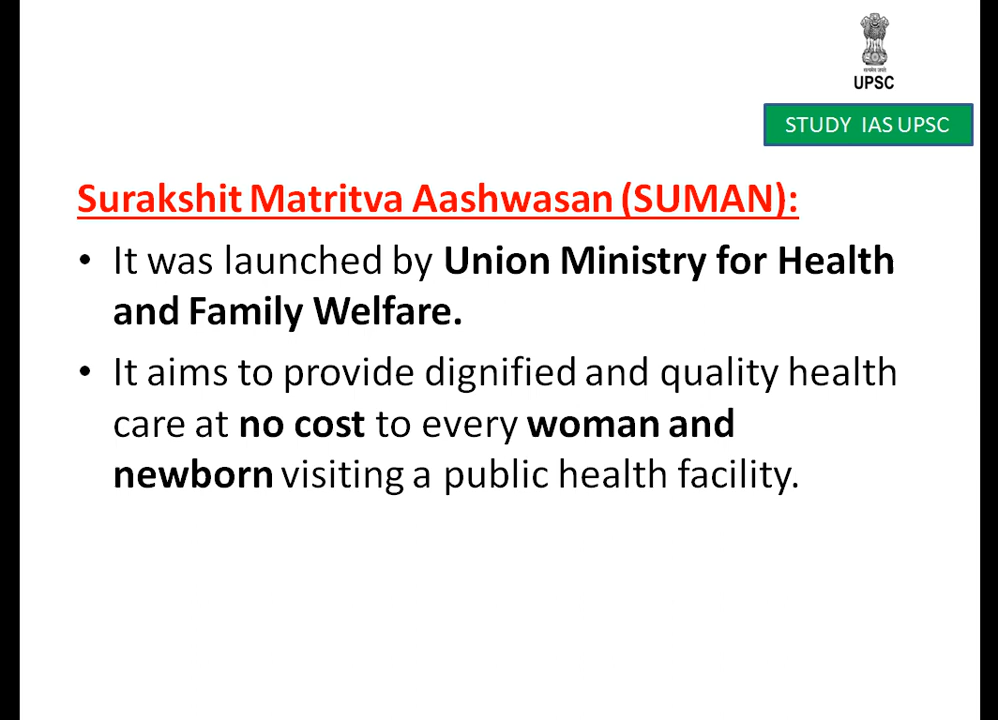 UPSC
STUDY IAS UPSC
Surakshit Matritva Aashwasan (SUMAN):
• It was launched by Union Ministry for Health
and Family Welfare.
• It aims to provide dignified and quality health
care at no cost to every woman and
newborn visiting a public health facility.